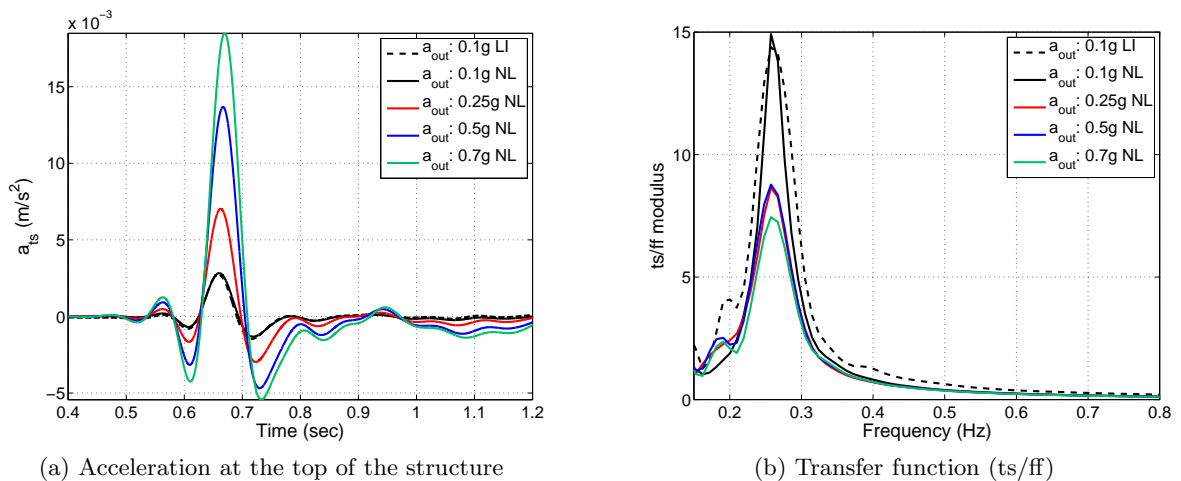 x 10⁻³
15
10
5
0
−5
a_ts (m/s²)
0.4 0.5 0.6 0.7 0.8 0.9 1 1.1 1.2
Time (sec)
a_out: 0.1g LI
a_out: 0.1g NL
a_out: 0.25g NL
a_out: 0.5g NL
a_out: 0.7g NL
(a) Acceleration at the top of the structure
15
10
5
0
ts/ff modulus
0.2 0.3 0.4 0.5 0.6 0.7 0.8
Frequency (Hz)
a_out: 0.1g LI
a_out: 0.1g NL
a_out: 0.25g NL
a_out: 0.5g NL
a_out: 0.7g NL
(b) Transfer function (ts/ff)